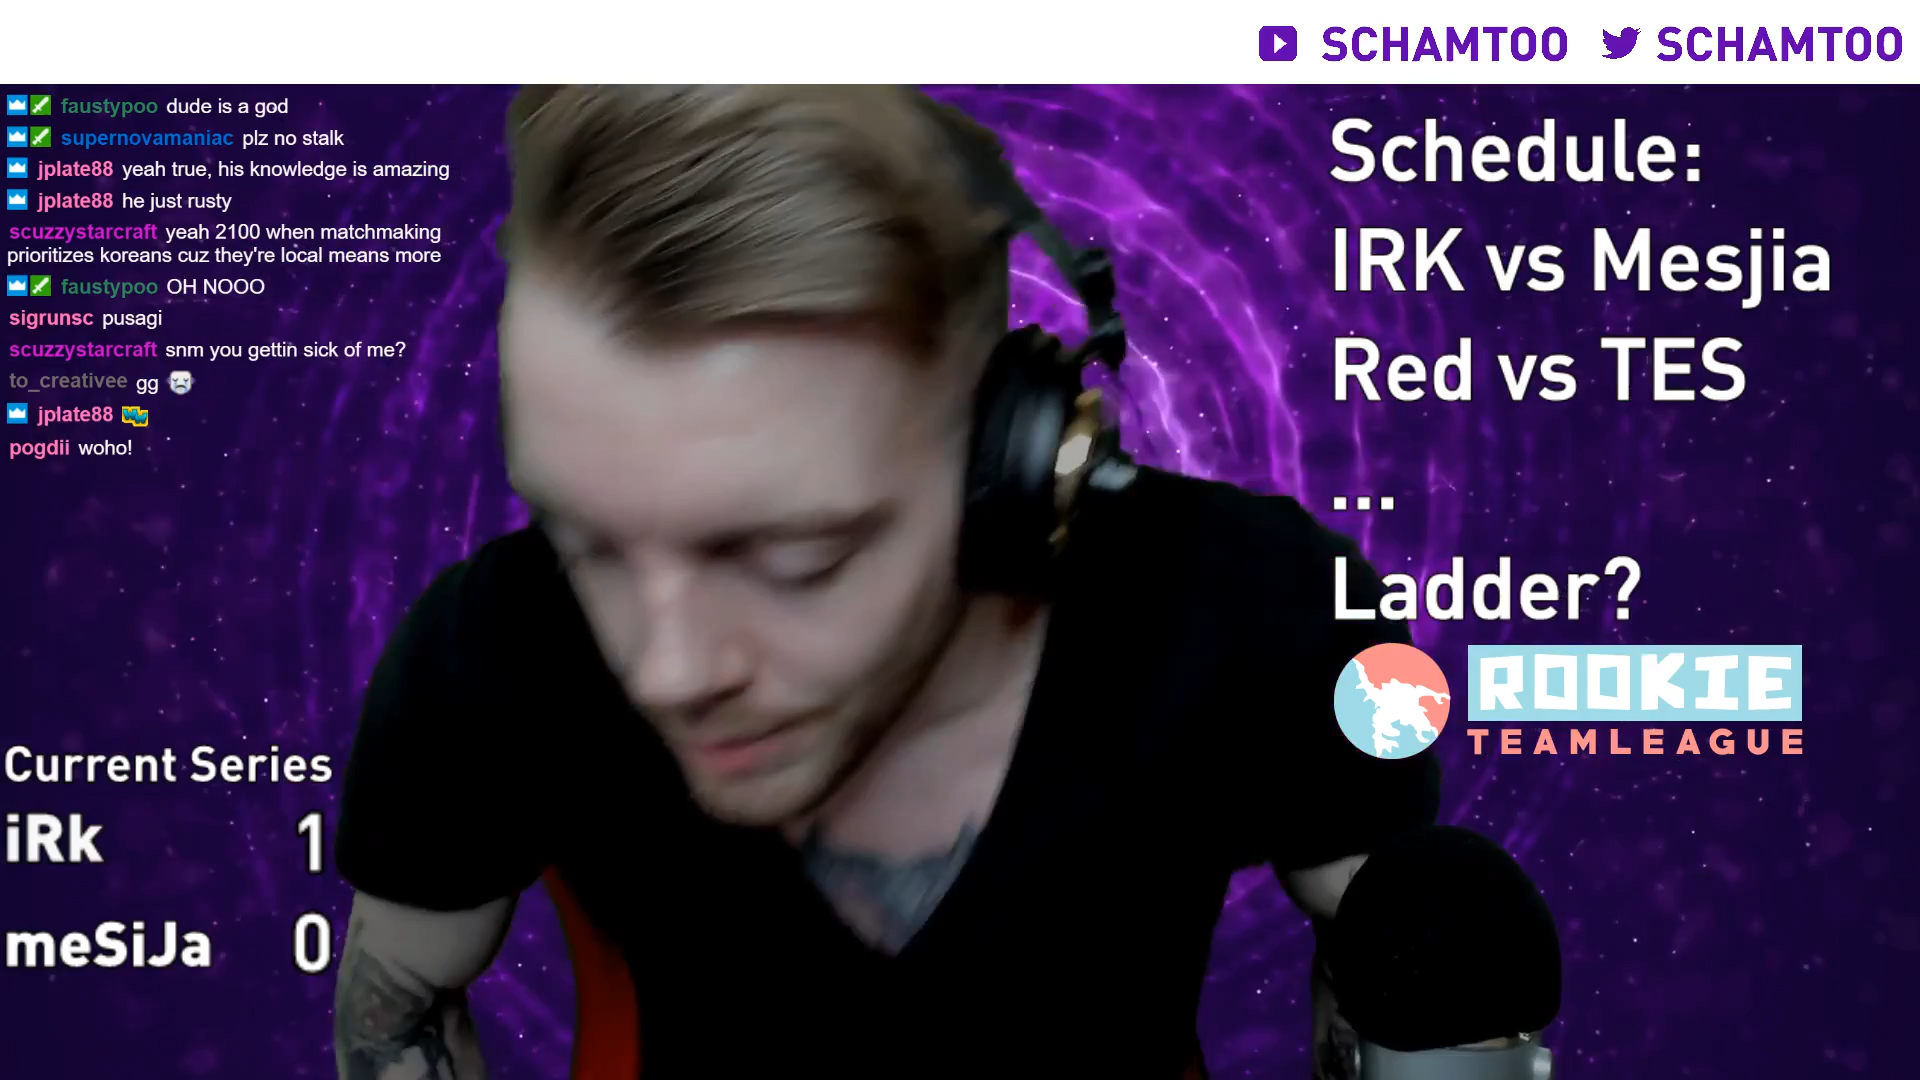 SCHAMTOO SCHAMTOO
faustypoo dude is a god
supernovamaniac plz no stalk
jplate88 yeah true, his knowledge is amazing
jplate88 he just rusty
scuzzystarcraft yeah 2100 when matchmaking
prioritizes koreans cuz they're local means more
faustypoo OH NOOO
sigrunsc pusagi
scuzzystarcraft snm you gettin sick of me?
to_creativee gg
jplate88
pogdii woho!
Schedule:
IRK vs Mesjia
Red vs TES
...
Ladder?
ROOKIE
TEAMLEAGUE
Current Series
iRk 1
meSiJa 0